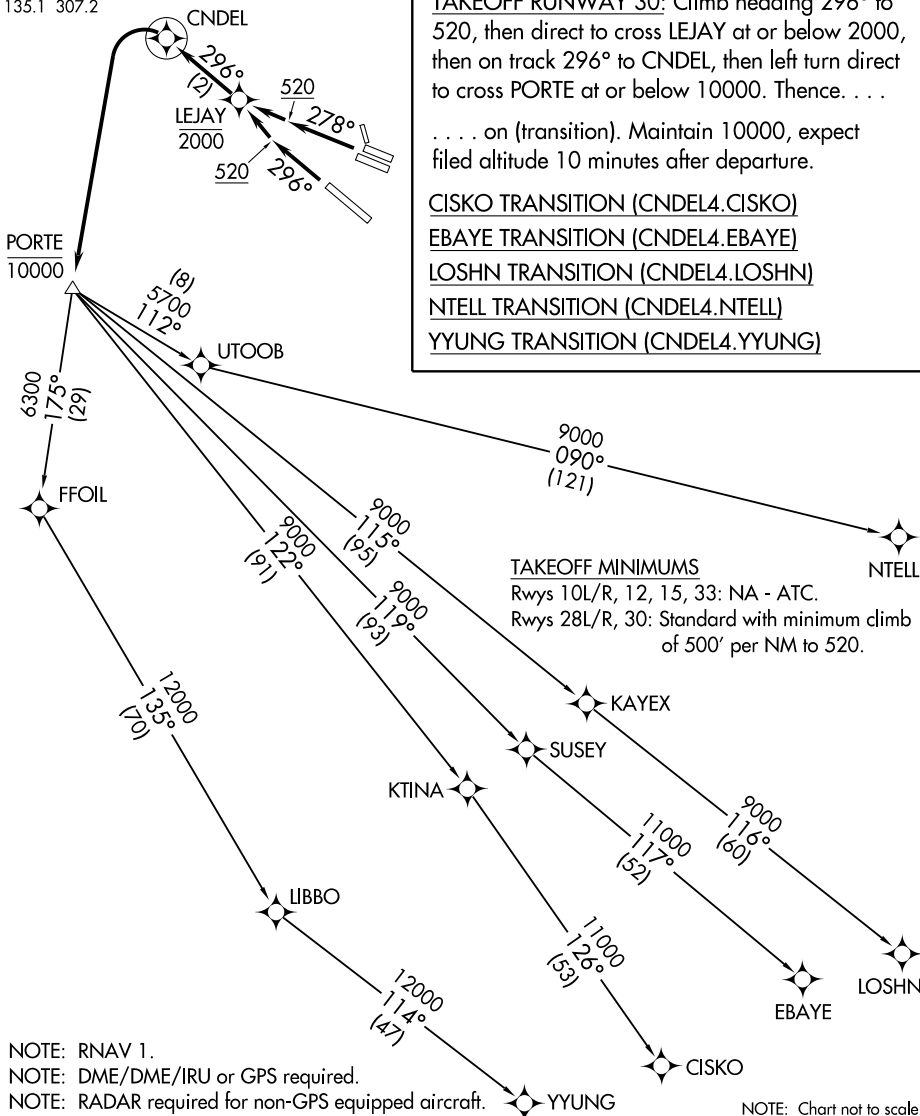 135.1 307.2
TAKEOFF RUNWAY 30: Climb heading 296° to
520, then direct to cross LEJAY at or below 2000,
then on track 296° to CNDEL, then left turn direct
to cross PORTE at or below 10000. Thence. . . .
. . . . on (transition). Maintain 10000, expect
filed altitude 10 minutes after departure.
CISKO TRANSITION (CNDEL4.CISKO)
EBAYE TRANSITION (CNDEL4.EBAYE)
LOSHN TRANSITION (CNDEL4.LOSHN)
NTELL TRANSITION (CNDEL4.NTELL)
YYUNG TRANSITION (CNDEL4.YYUNG)
CNDEL
296°
(2)
LEJAY
2000
520
278°
520
296°
PORTE
10000
(8)
5700
112°
UTOOB
6300
175°
(29)
FFOIL
9000
090°
(121)
NTELL
9000
115°
(95)
9000
122°
(91)
9000
119°
(93)
TAKEOFF MINIMUMS
Rwys 10L/R, 12, 15, 33: NA - ATC.
Rwys 28L/R, 30: Standard with minimum climb
of 500' per NM to 520.
12000
135°
(70)
KAYEX
SUSEY
KTINA
9000
116°
(60)
11000
117°
(52)
LIBBO
11000
126°
(53)
LOSHN
EBAYE
12000
114°
(47)
CISKO
YYUNG
NOTE: RNAV 1.
NOTE: DME/DME/IRU or GPS required.
NOTE: RADAR required for non-GPS equipped aircraft.
NOTE: Chart not to scale